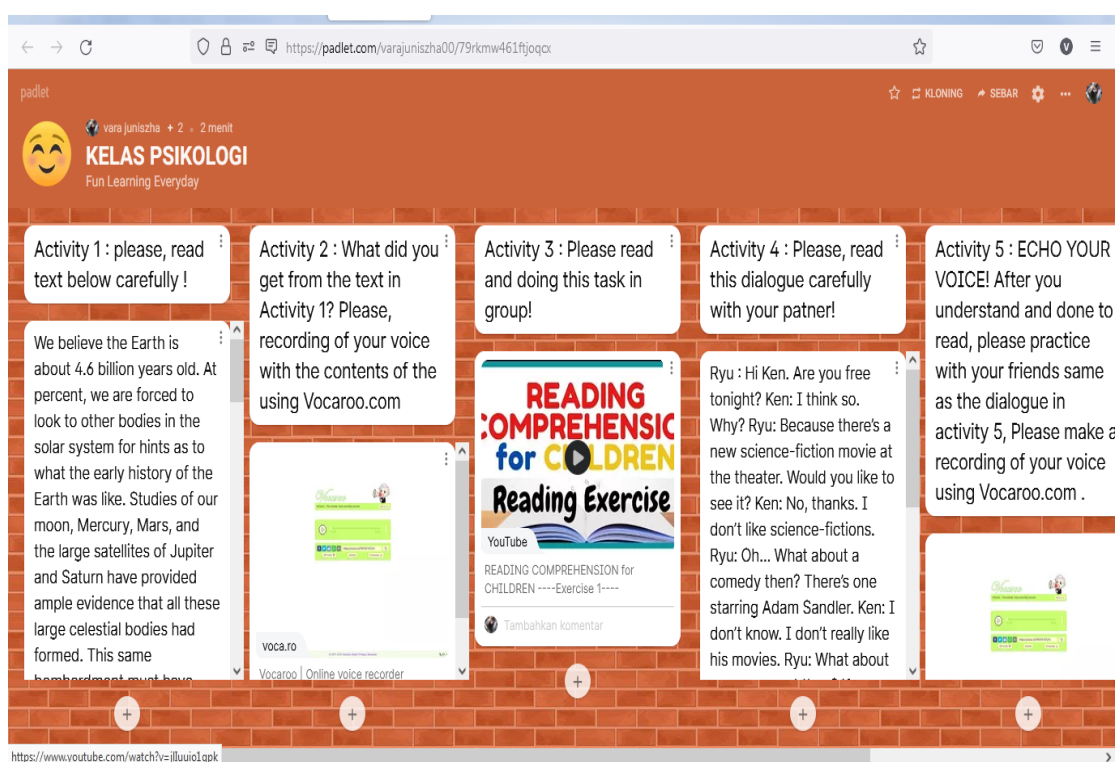 https://padlet.com/varajuniszha00/79rkmw461ftjoqcx
padlet
KLONING
SEBAR
vara juniszha + 2 • 2 menit
KELAS PSIKOLOGI
Fun Learning Everyday
Activity 1 : please, read
text below carefully !
We believe the Earth is
about 4.6 billion years old. At
percent, we are forced to
look to other bodies in the
solar system for hints as to
what the early history of the
Earth was like. Studies of our
moon, Mercury, Mars, and
the large satellites of Jupiter
and Saturn have provided
ample evidence that all these
large celestial bodies had
formed. This same
bombardment must have
Activity 2 : What did you
get from the text in
Activity 1? Please,
recording of your voice
with the contents of the
using Vocaroo.com
Vocaroo
voca.ro
Vocaroo | Online voice recorder
Activity 3 : Please read
and doing this task in
group!
READING
COMPREHENSIC
for CHILDREN
Reading Exercise
YouTube
READING COMPREHENSION for
CHILDREN ----Exercise 1----
Tambahkan komentar
Activity 4 : Please, read
this dialogue carefully
with your patner!
Ryu : Hi Ken. Are you free
tonight? Ken: I think so.
Why? Ryu: Because there's a
new science-fiction movie at
the theater. Would you like to
see it? Ken: No, thanks. I
don't like science-fictions.
Ryu: Oh... What about a
comedy then? There's one
starring Adam Sandler. Ken: I
don't know. I don't really like
his movies. Ryu: What about
Activity 5 : ECHO YOUR
VOICE! After you
understand and done to
read, please practice
with your friends same
as the dialogue in
activity 5, Please make a
recording of your voice
using Vocaroo.com .
Vocaroo
https://www.youtube.com/watch?v=